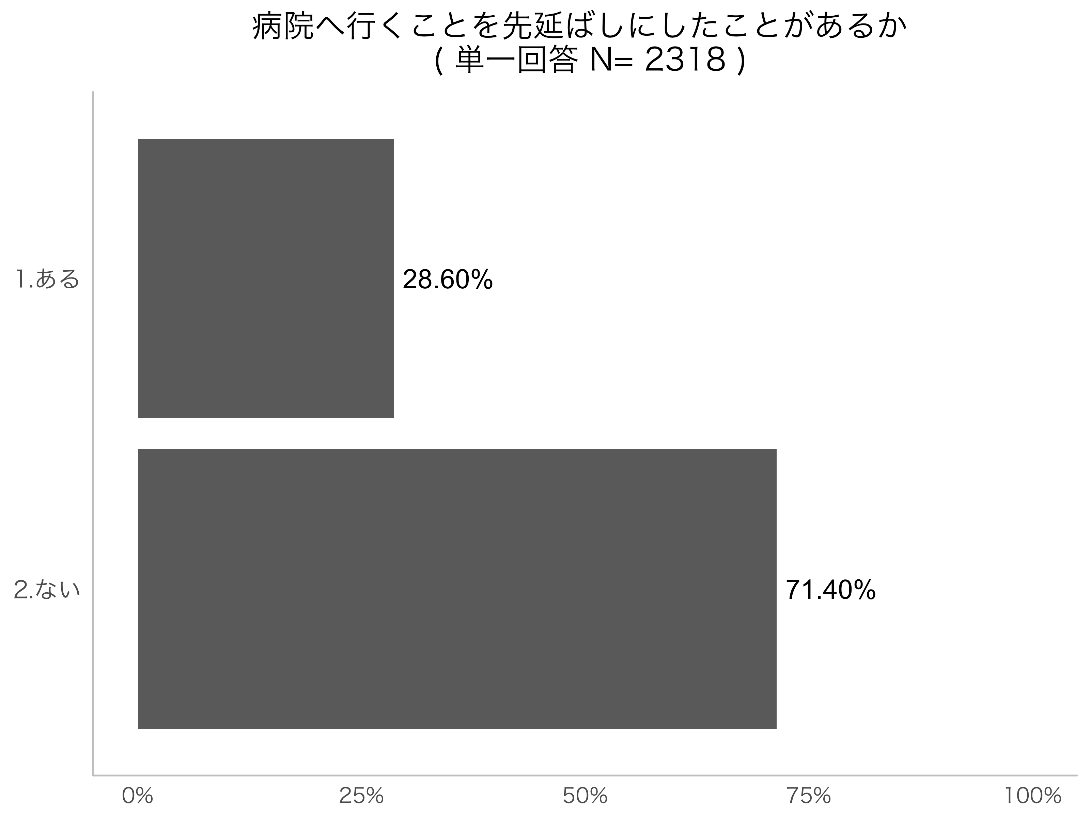 病院へ行くことを先延ばしにしたことがあるか
( 単一回答 N= 2318 )
1.ある
28.60%
2.ない
71.40%
0% 25% 50% 75% 100%